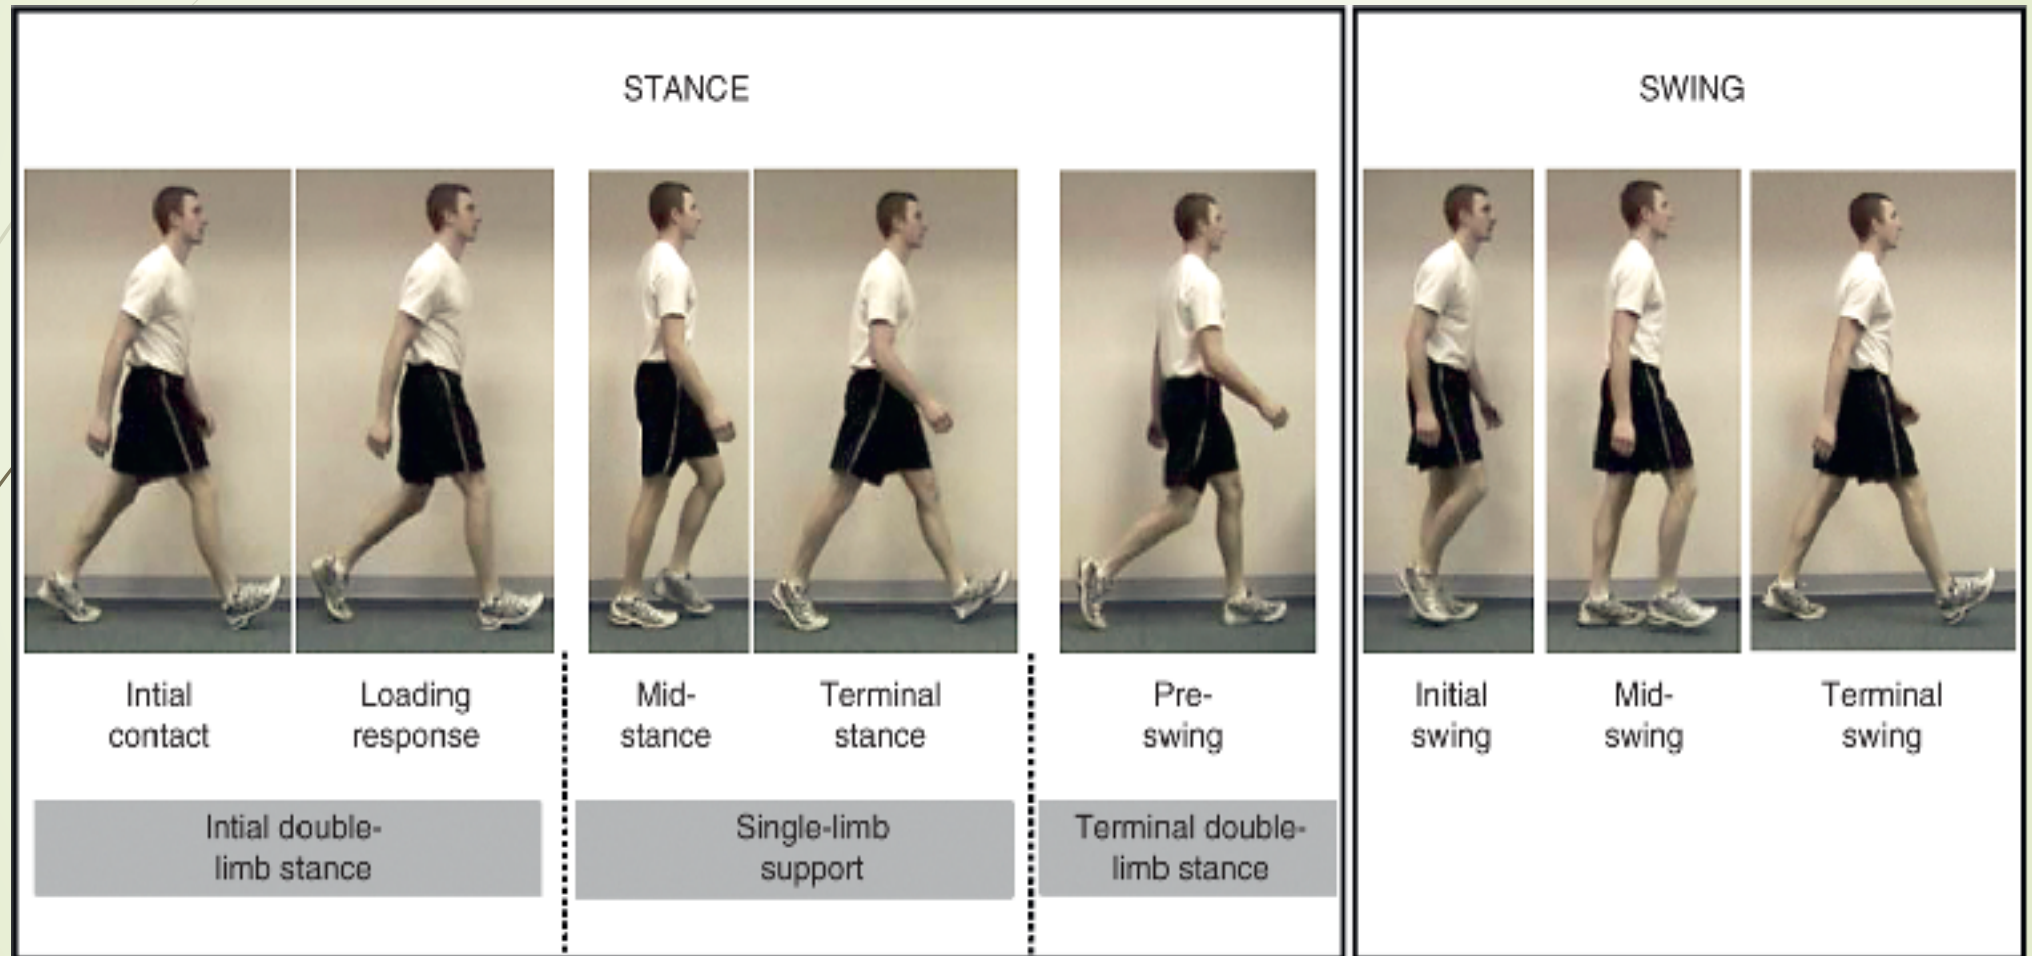 STANCE
SWING
Intial
contact
Loading
response
Mid-
stance
Terminal
stance
Pre-
swing
Initial
swing
Mid-
swing
Terminal
swing
Intial double-
limb stance
Single-limb
support
Terminal double-
limb stance